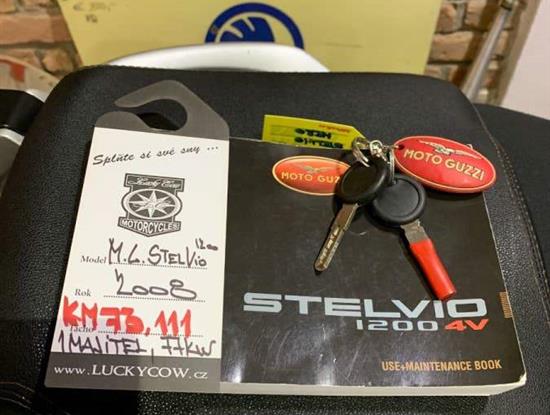 Splňte si své sny ...
Lucky Cow
MOTORCYCLES
Model M.G. STELVIO 1200
Rok 2008
KM 73,111
Tacho
1 MAJITEL, 77KW
WWW.LUCKYCOW.CZ
MOTO GUZZI
MOTO GUZZI
STELVIO
1200 4V
USE+MAINTENANCE BOOK